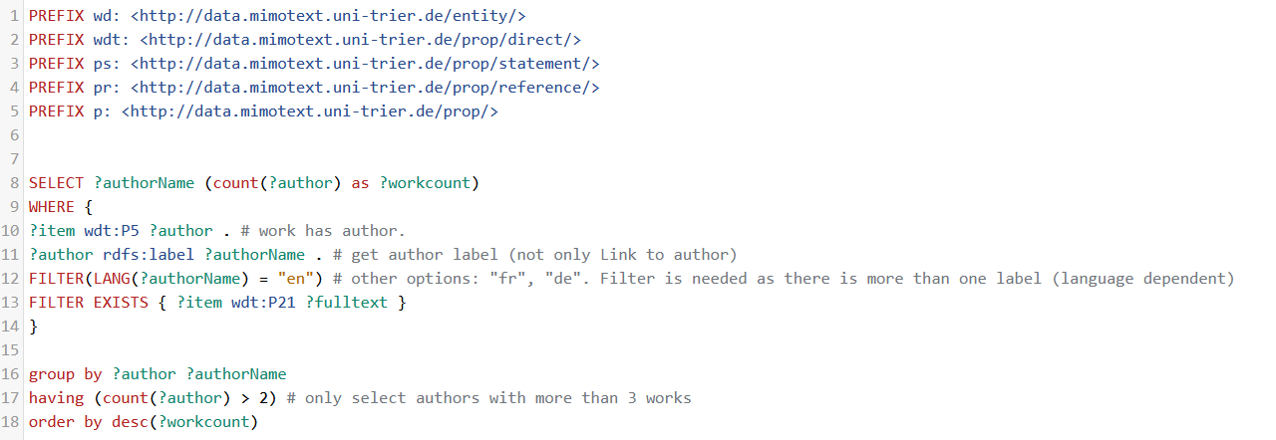 1 PREFIX wd: <http://data.mimotext.uni-trier.de/entity/>
2 PREFIX wdt: <http://data.mimotext.uni-trier.de/prop/direct/>
3 PREFIX ps: <http://data.mimotext.uni-trier.de/prop/statement/>
4 PREFIX pr: <http://data.mimotext.uni-trier.de/prop/reference/>
5 PREFIX p: <http://data.mimotext.uni-trier.de/prop/>
6
7
8 SELECT ?authorName (count(?author) as ?workcount)
9 WHERE {
10 ?item wdt:P5 ?author . # work has author.
11 ?author rdfs:label ?authorName . # get author label (not only Link to author)
12 FILTER(LANG(?authorName) = "en") # other options: "fr", "de". Filter is needed as there is more than one label (language dependent)
13 FILTER EXISTS { ?item wdt:P21 ?fulltext }
14 }
15
16 group by ?author ?authorName
17 having (count(?author) > 2) # only select authors with more than 3 works
18 order by desc(?workcount)